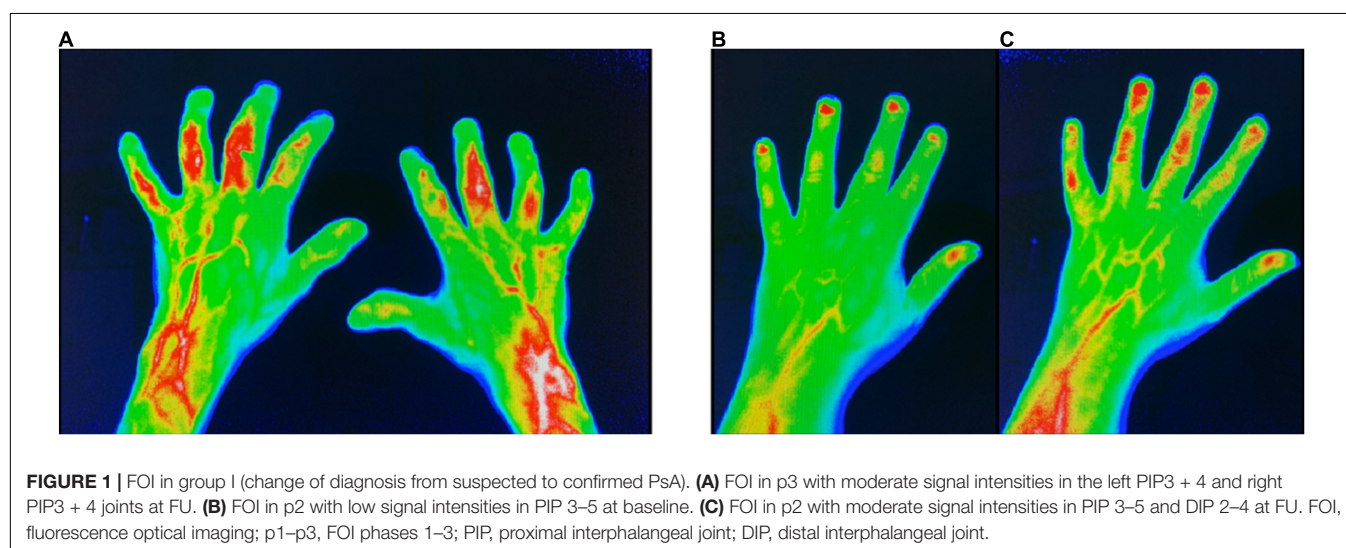 A
B
C
FIGURE 1 | FOI in group I (change of diagnosis from suspected to confirmed PsA). (A) FOI in p3 with moderate signal intensities in the left PIP3 + 4 and right
PIP3 + 4 joints at FU. (B) FOI in p2 with low signal intensities in PIP 3–5 at baseline. (C) FOI in p2 with moderate signal intensities in PIP 3–5 and DIP 2–4 at FU. FOI,
fluorescence optical imaging; p1–p3, FOI phases 1–3; PIP, proximal interphalangeal joint; DIP, distal interphalangeal joint.